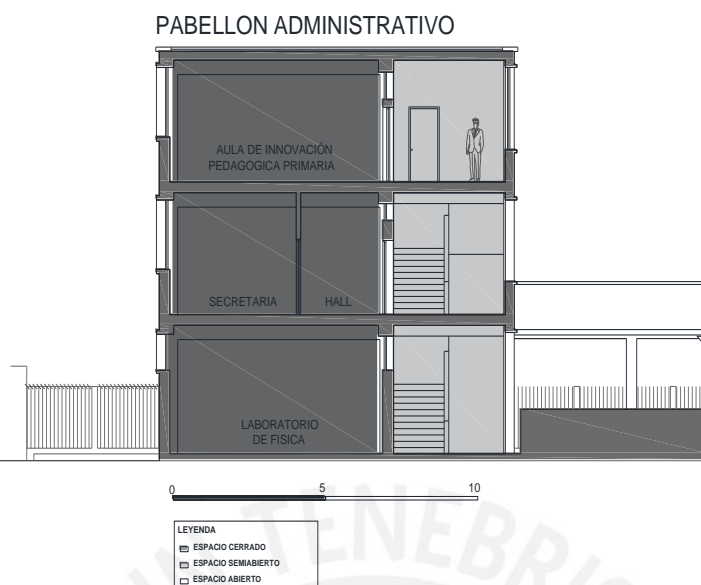 PABELLON ADMINISTRATIVO
AULA DE INNOVACIÓN
PEDAGOGICA PRIMARIA
SECRETARIA HALL
LABORATORIO
DE FISICA
0 5 10
LEYENDA
ESPACIO CERRADO
ESPACIO SEMIABIERTO
ESPACIO ABIERTO
TENEBRIS